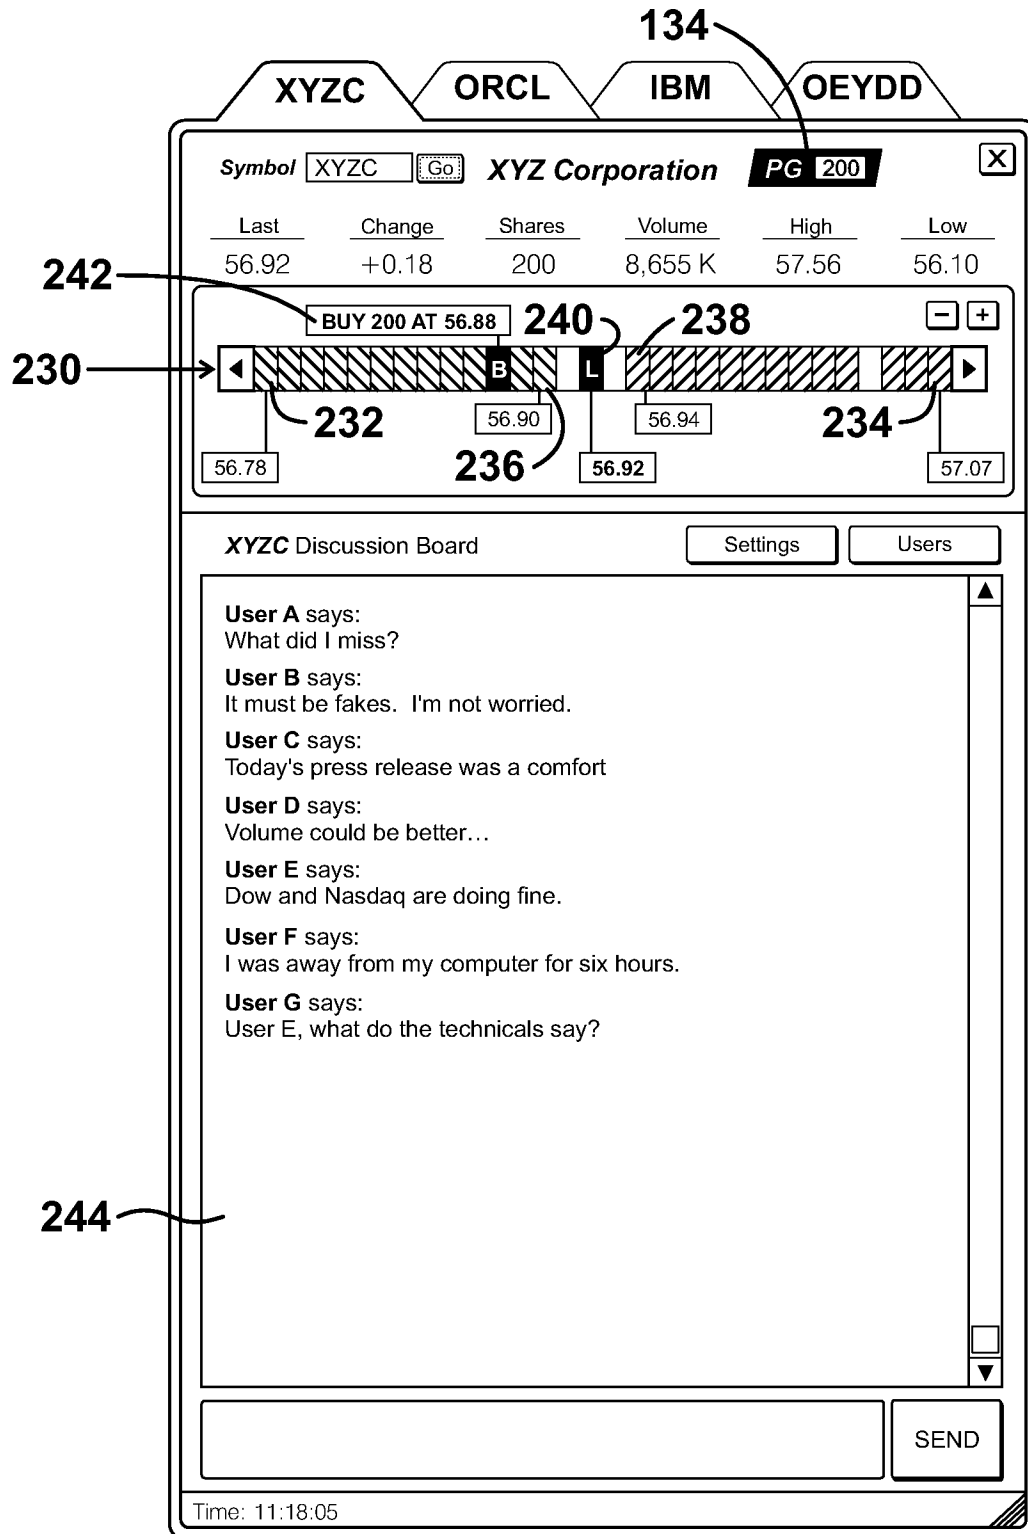 134
XYZC ORCL IBM OEYDD
Symbol XYZC Go XYZ Corporation PG 200 X
Last Change Shares Volume High Low
56.92 +0.18 200 8,655 K 57.56 56.10
242
BUY 200 AT 56.88 240 238 − +
230 B L
232 56.90 56.94 234
56.78 236 56.92 57.07
XYZC Discussion Board Settings Users
User A says:
What did I miss?
User B says:
It must be fakes.  I'm not worried.
User C says:
Today's press release was a comfort
User D says:
Volume could be better...
User E says:
Dow and Nasdaq are doing fine.
User F says:
I was away from my computer for six hours.
User G says:
User E, what do the technicals say?
244
SEND
Time: 11:18:05